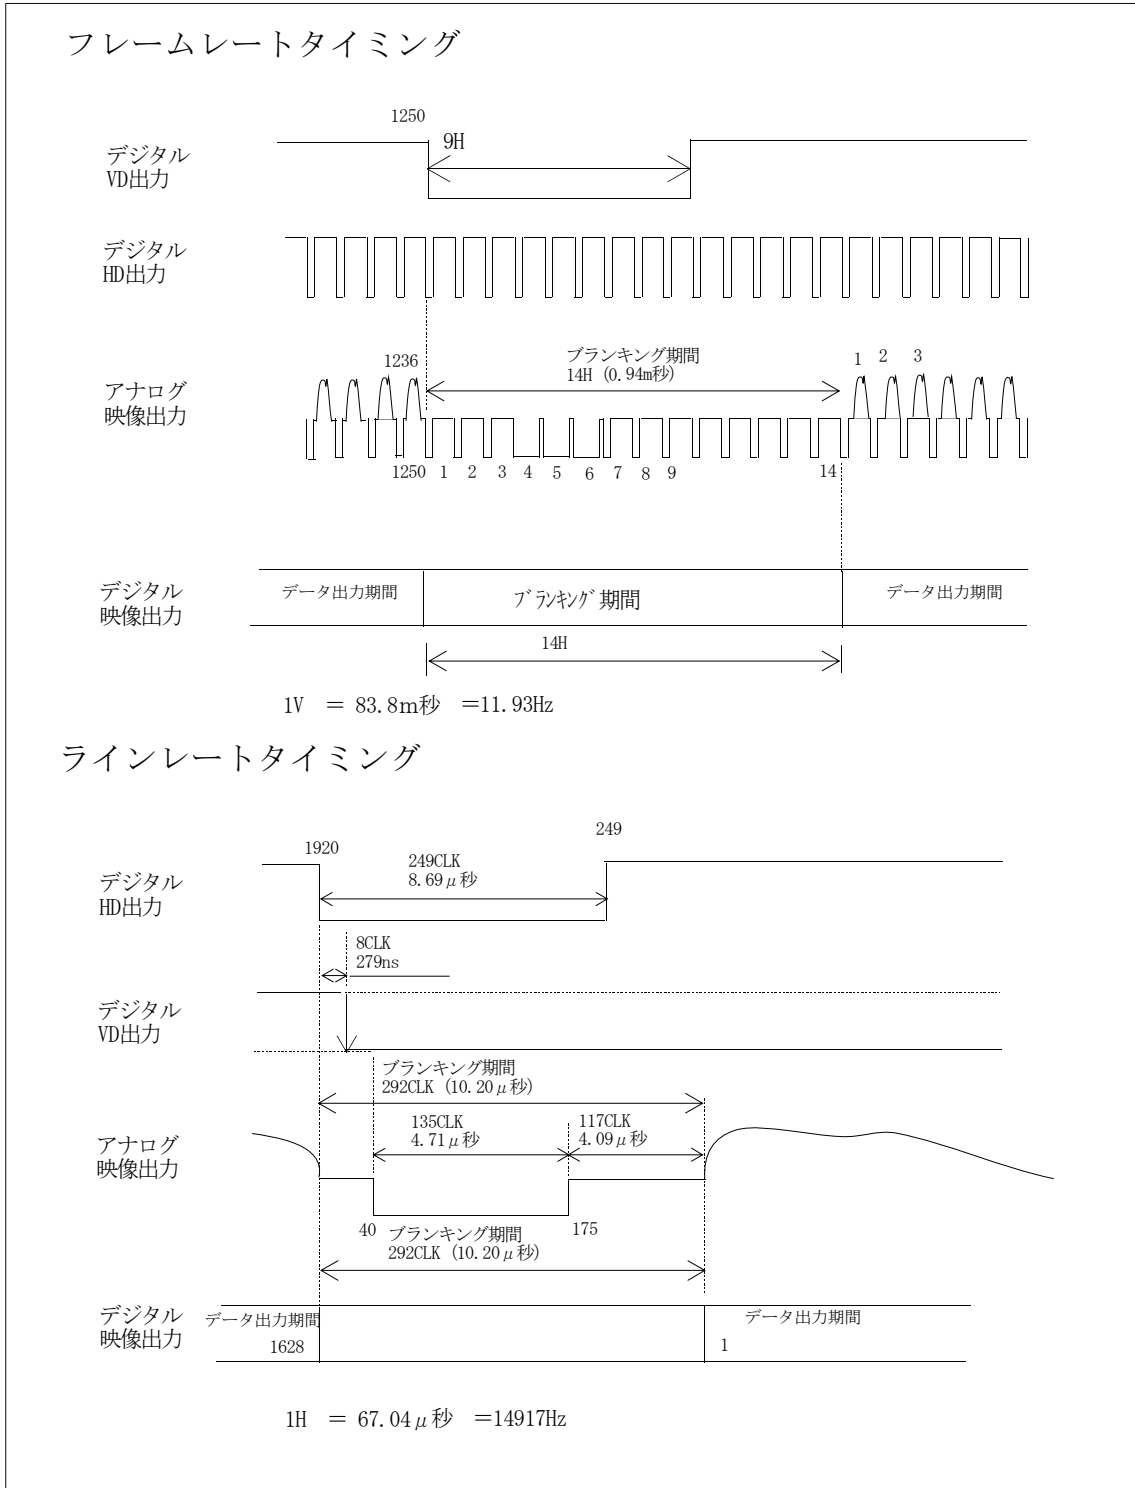 フレームレートタイミング
1250
9H
デジタル
VD出力
デジタル
HD出力
ブランキング期間
14H (0.94m秒)
1236
1 2 3
アナログ
映像出力
1250 1 2 3 4 5 6 7 8 9 14
デジタル
映像出力
データ出力期間
ブランキング期間
データ出力期間
14H
1V = 83.8m秒 =11.93Hz
ラインレートタイミング
249
1920
249CLK
8.69μ秒
デジタル
HD出力
8CLK
279ns
デジタル
VD出力
ブランキング期間
292CLK (10.20μ秒)
135CLK
4.71μ秒
117CLK
4.09μ秒
アナログ
映像出力
40
175
ブランキング期間
292CLK (10.20μ秒)
デジタル
映像出力
データ出力期間
1628
データ出力期間
1
1H = 67.04μ秒 =14917Hz